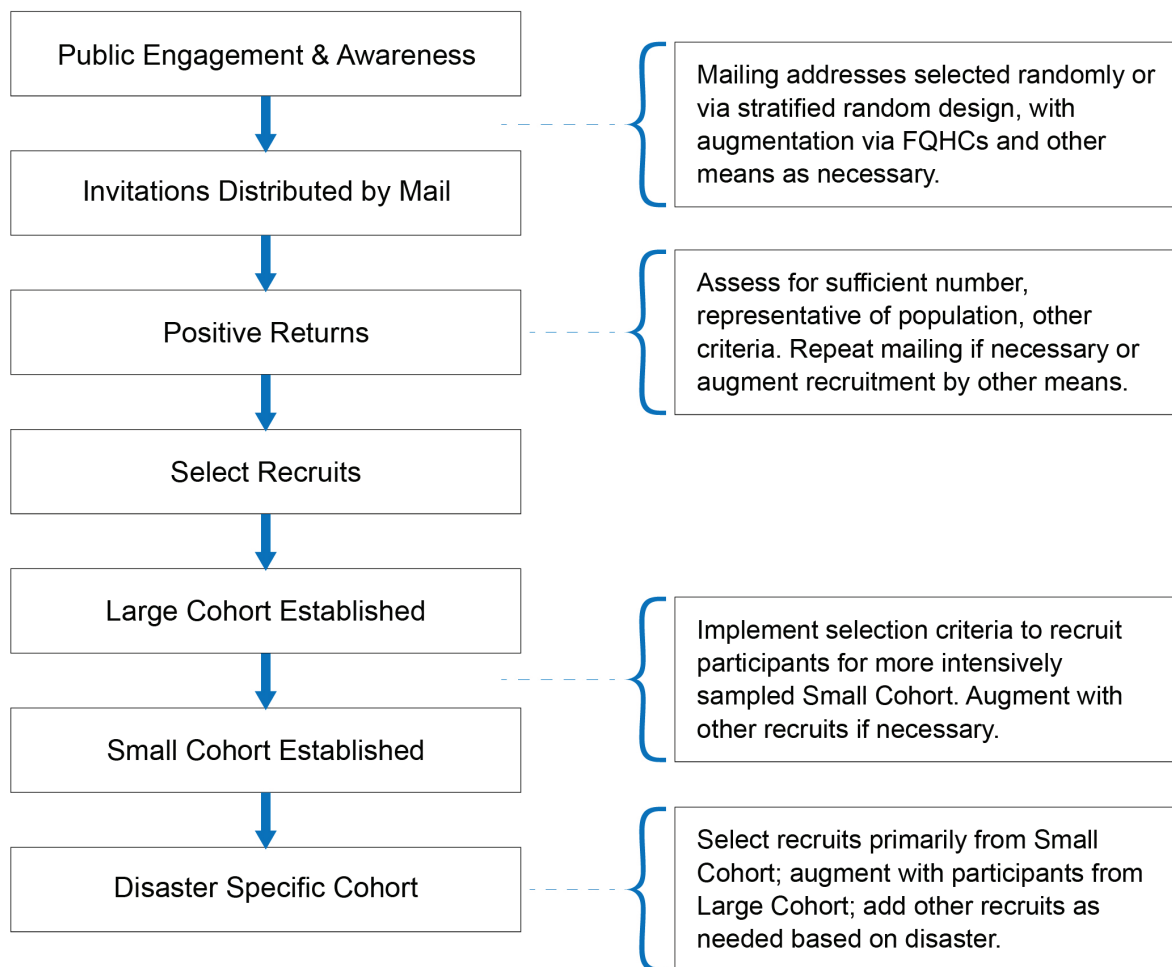 Public Engagement & Awareness
Mailing addresses selected randomly or
via stratified random design, with
augmentation via FQHCs and other
means as necessary.
Invitations Distributed by Mail
Positive Returns
Assess for sufficient number,
representative of population, other
criteria. Repeat mailing if necessary or
augment recruitment by other means.
Select Recruits
Large Cohort Established
Implement selection criteria to recruit
participants for more intensively
sampled Small Cohort. Augment with
other recruits if necessary.
Small Cohort Established
Disaster Specific Cohort
Select recruits primarily from Small
Cohort; augment with participants from
Large Cohort; add other recruits as
needed based on disaster.